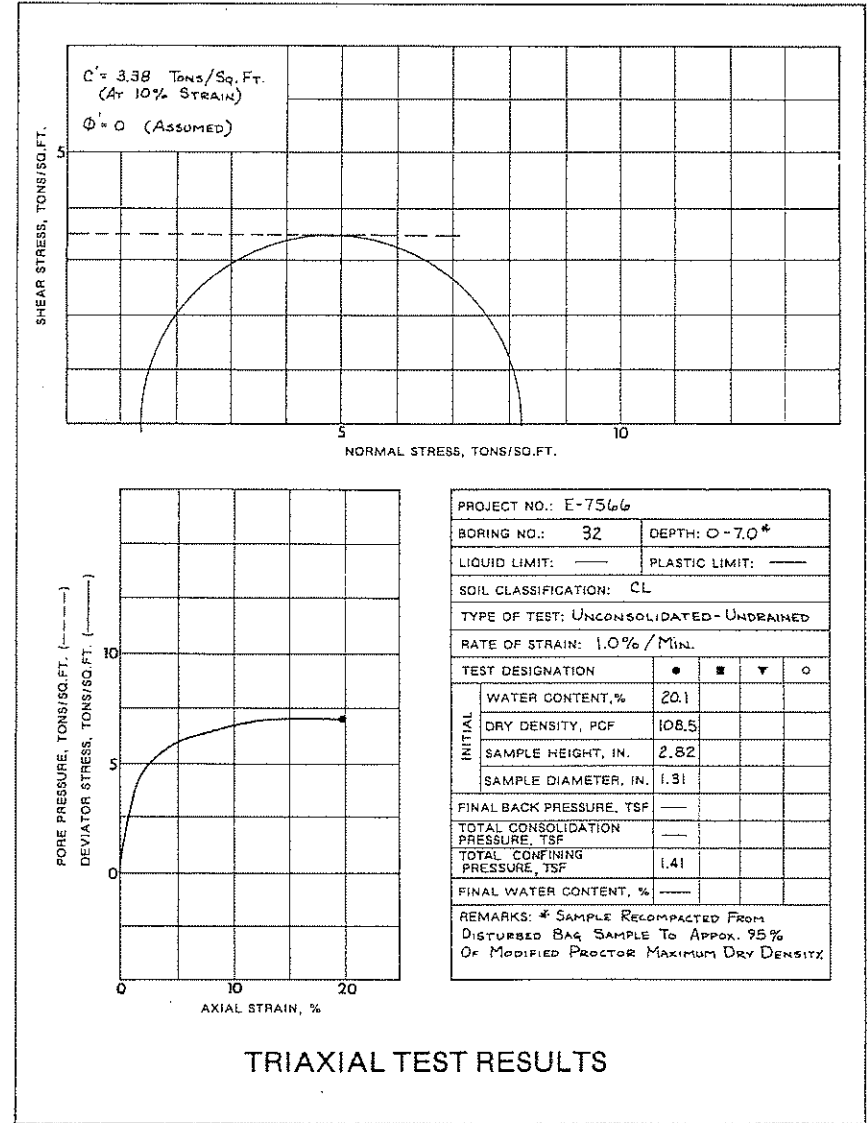 C'= 3.38 TONS/SQ. FT.
(AT 10% STRAIN)
Φ'= 0 (ASSUMED)
SHEAR STRESS, TONS/SQ.FT.
5
5
10
NORMAL STRESS, TONS/SQ.FT.
PORE PRESSURE, TONS/SQ.FT. (-----)
DEVIATOR STRESS, TONS/SQ.FT. (———)
10
5
0
0
10
20
AXIAL STRAIN, %
PROJECT NO.: E-7566
BORING NO.: 32 DEPTH: 0-7.0*
LIQUID LIMIT: — PLASTIC LIMIT: —
SOIL CLASSIFICATION: CL
TYPE OF TEST: UNCONSOLIDATED-UNDRAINED
RATE OF STRAIN: 1.0%/MIN.
TEST DESIGNATION ● ■ ▼ ○
INITIAL
WATER CONTENT,% 20.1
DRY DENSITY, PCF 108.5
SAMPLE HEIGHT, IN. 2.82
SAMPLE DIAMETER, IN. 1.31
FINAL BACK PRESSURE, TSF —
TOTAL CONSOLIDATION
PRESSURE, TSF —
TOTAL CONFINING
PRESSURE, TSF 1.41
FINAL WATER CONTENT, % —
REMARKS: * SAMPLE RECOMPACTED FROM
DISTURBED BAG SAMPLE TO APPOX. 95%
OF MODIFIED PROCTOR MAXIMUM DRY DENSITY.
TRIAXIAL TEST RESULTS